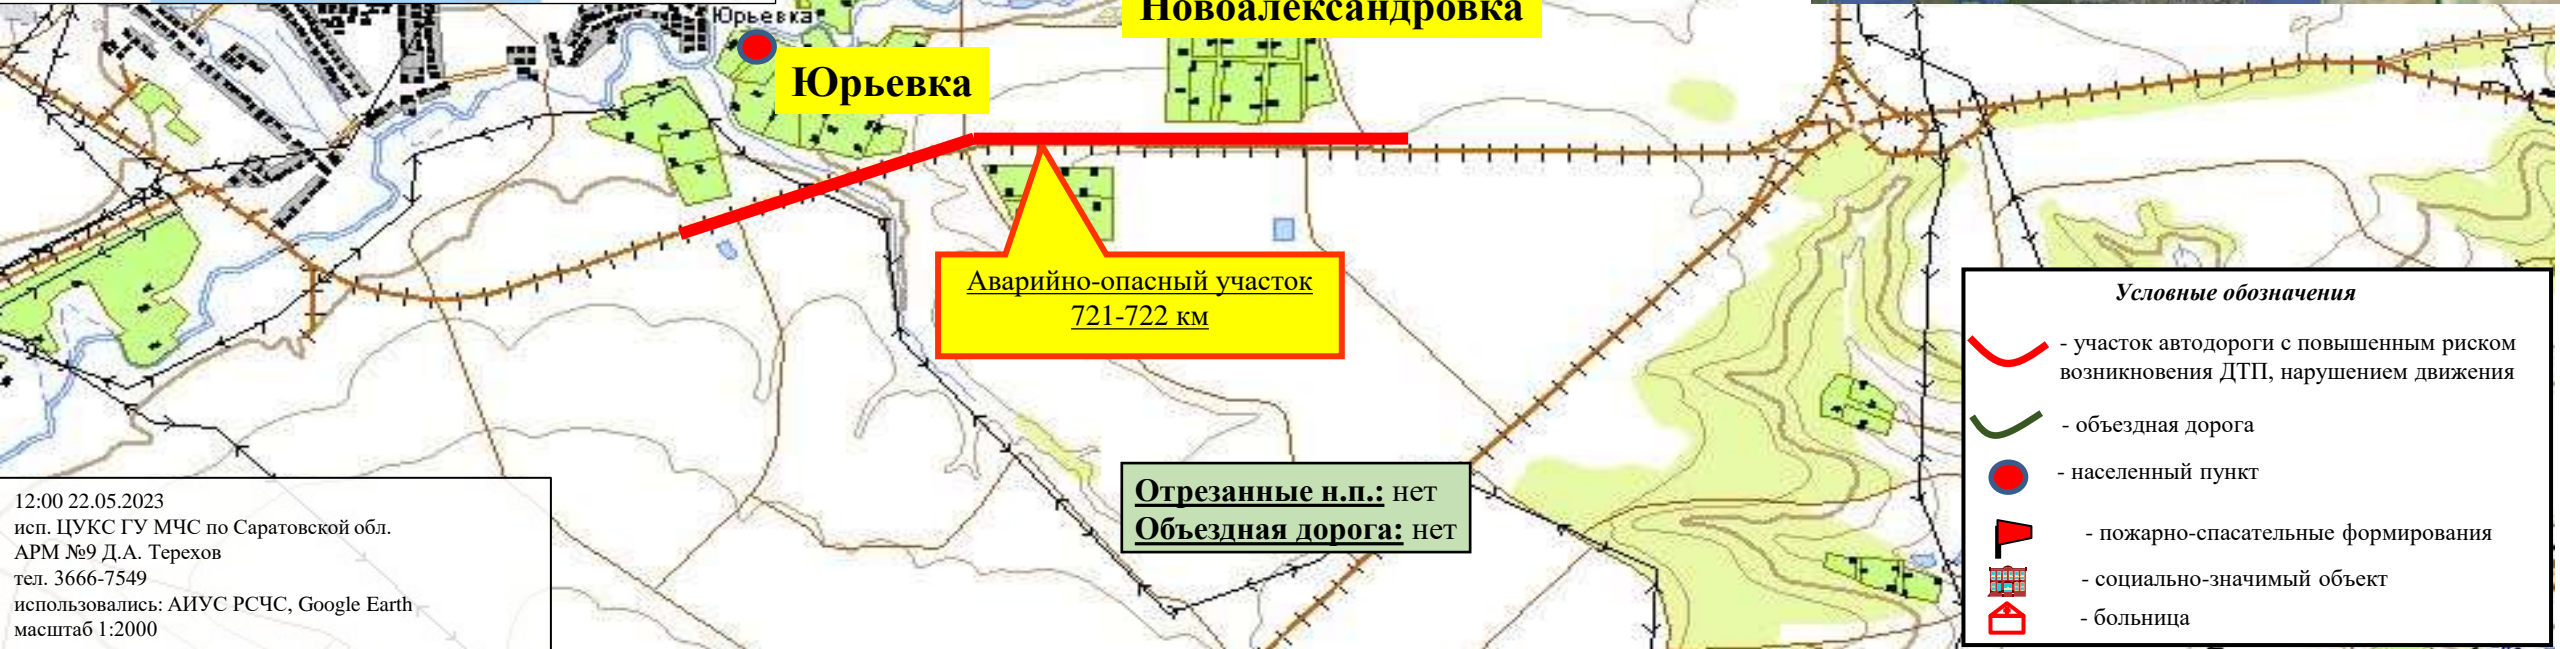 Новоалександровка
Юрьевка
Юрьевка
Аварийно-опасный участок
721-722 км
Условные обозначения
- участок автодороги с повышенным риском
возникновения ДТП, нарушением движения
- объездная дорога
- населенный пункт
- пожарно-спасательные формирования
- социально-значимый объект
- больница
Отрезанные н.п.: нет
Объездная дорога: нет
12:00 22.05.2023
исп. ЦУКС ГУ МЧС по Саратовской обл.
АРМ №9 Д.А. Терехов
тел. 3666-7549
использовались: АИУС РСЧС, Google Earth
масштаб 1:2000